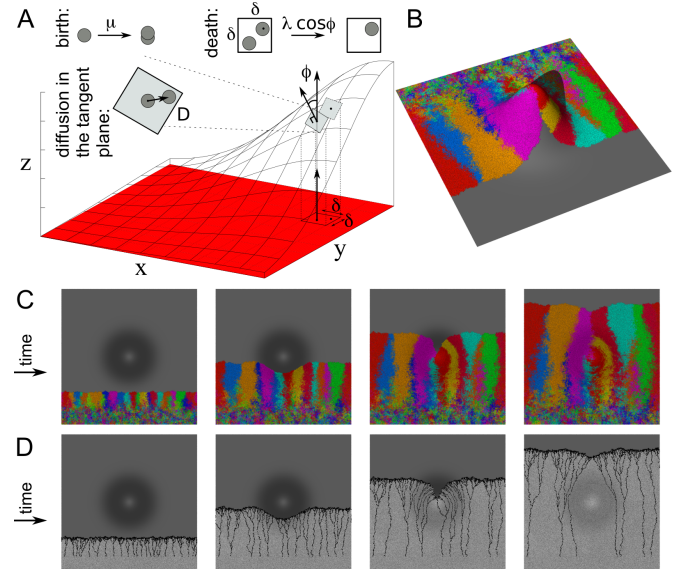 A
birth:
μ
death:
δ
δ
λ cosϕ
B
diffusion in
the tangent
plane:
D
ϕ
z
δ
δ
x
y
C
time
D
time